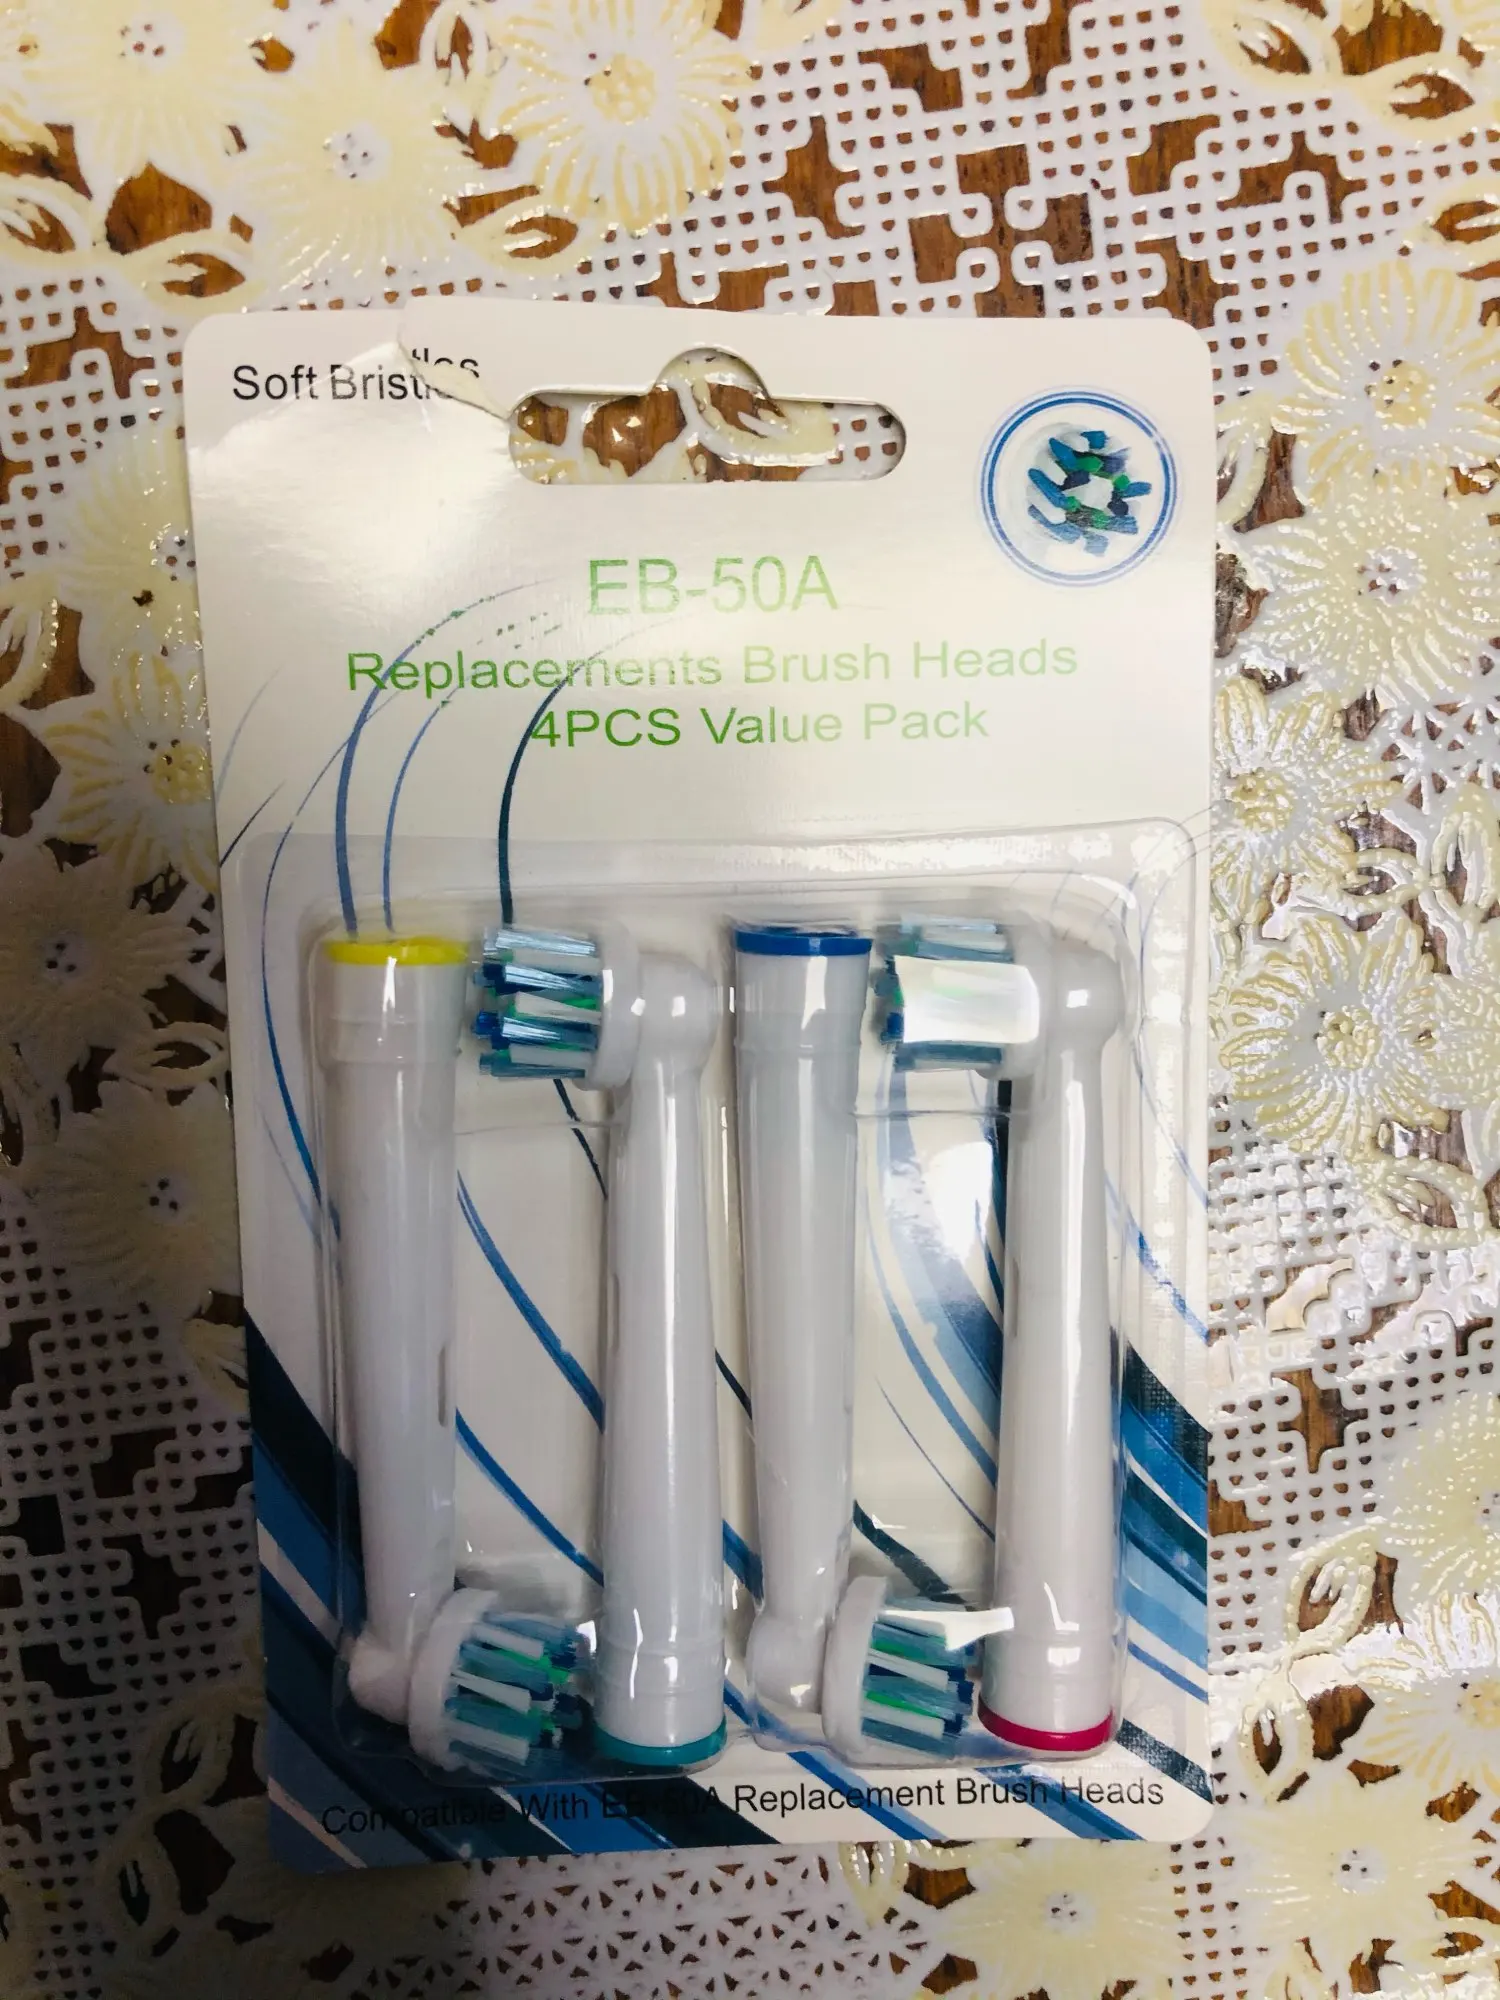 Soft Bristles
EB-50A
Replacements Brush Heads
4PCS Value Pack
Compatible With EB-50A Replacement Brush Heads